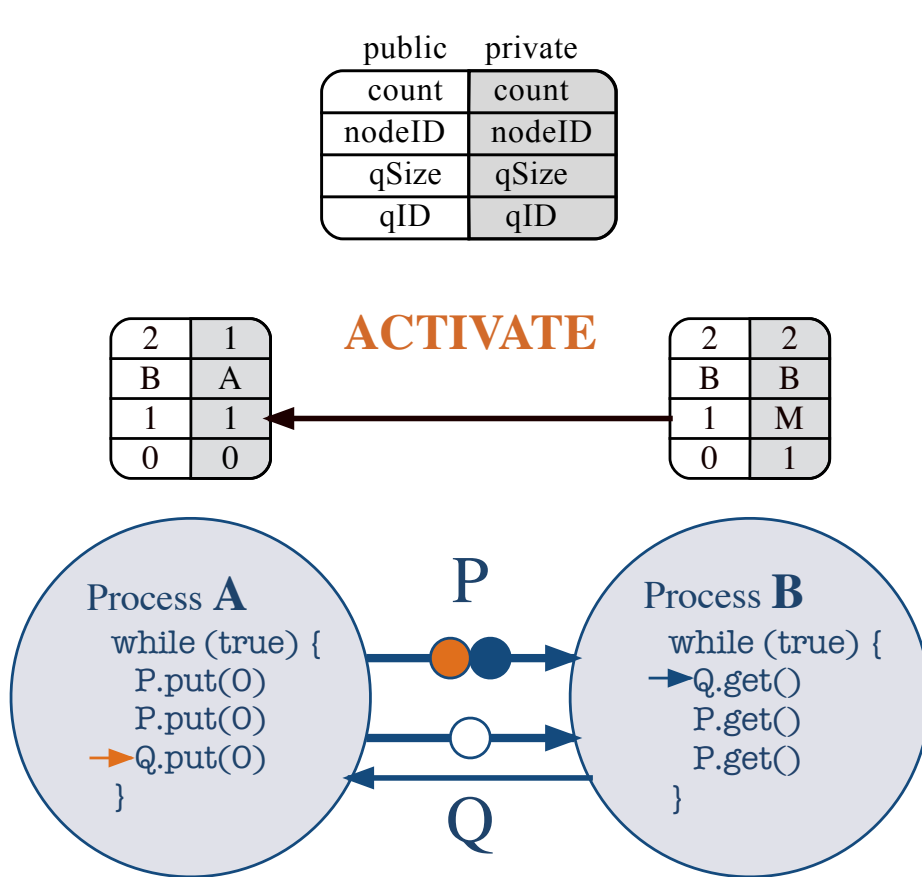 public private
count count
nodeID nodeID
qSize qSize
qID qID
ACTIVATE
2 1
B A
1 1
0 0
2 2
B B
1 M
0 1
P
Process A
while (true) {
P.put(0)
P.put(0)
Q.put(0)
}
Process B
while (true) {
Q.get()
P.get()
P.get()
}
Q